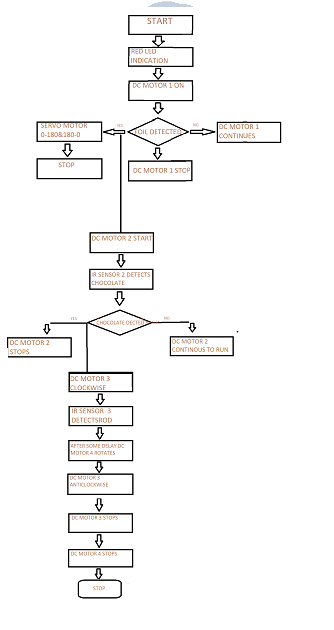 START
RED LED
INDICATION
DC MOTOR 1 ON
SERVO MOTOR
0-180&180-0
YES
FOIL DETECTED
NO
DC MOTOR 1
CONTINUES
STOP
DC MOTOR 1 STOP
DC MOTOR 2 START
IR SENSOR 2 DETECTS
CHOCOLATE
YES
CHOCOLATE DECTED
NO
DC MOTOR 2
STOPS
DC MOTOR 2
CONTINOUS TO RUN
DC MOTOR 3
CLOCKWISE
IR SENSOR 3
DETECTSROD
AFTER SOME DELAY DC
MOTOR 4 ROTATES
DC MOTOR 3
ANTICLOCKWISE
DC MOTOR 3 STOPS
DC MOTOR 4 STOPS
STOP